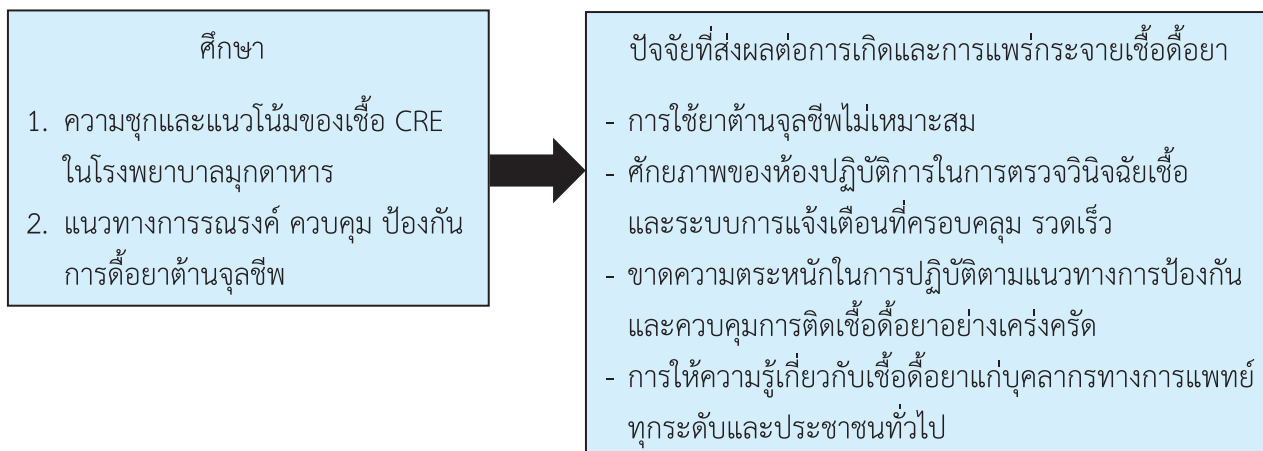 ศึกษา
1. ความชุกและแนวโน้มของเชื้อ CRE
ในโรงพยาบาลมุกดาหาร
2. แนวทางการรณรงค์ ควบคุม ป้องกัน
การดื้อยาต้านจุลชีพ
ปัจจัยที่ส่งผลต่อการเกิดและการแพร่กระจายเชื้อดื้อยา
- การใช้ยาต้านจุลชีพไม่เหมาะสม
- ศักยภาพของห้องปฏิบัติการในการตรวจวินิจฉัยเชื้อ
และระบบการแจ้งเตือนที่ครอบคลุม รวดเร็ว
- ขาดความตระหนักในการปฏิบัติตามแนวทางการป้องกัน
และควบคุมการติดเชื้อดื้อยาอย่างเคร่งครัด
- การให้ความรู้เกี่ยวกับเชื้อดื้อยาแก่บุคลากรทางการแพทย์
ทุกระดับและประชาชนทั่วไป